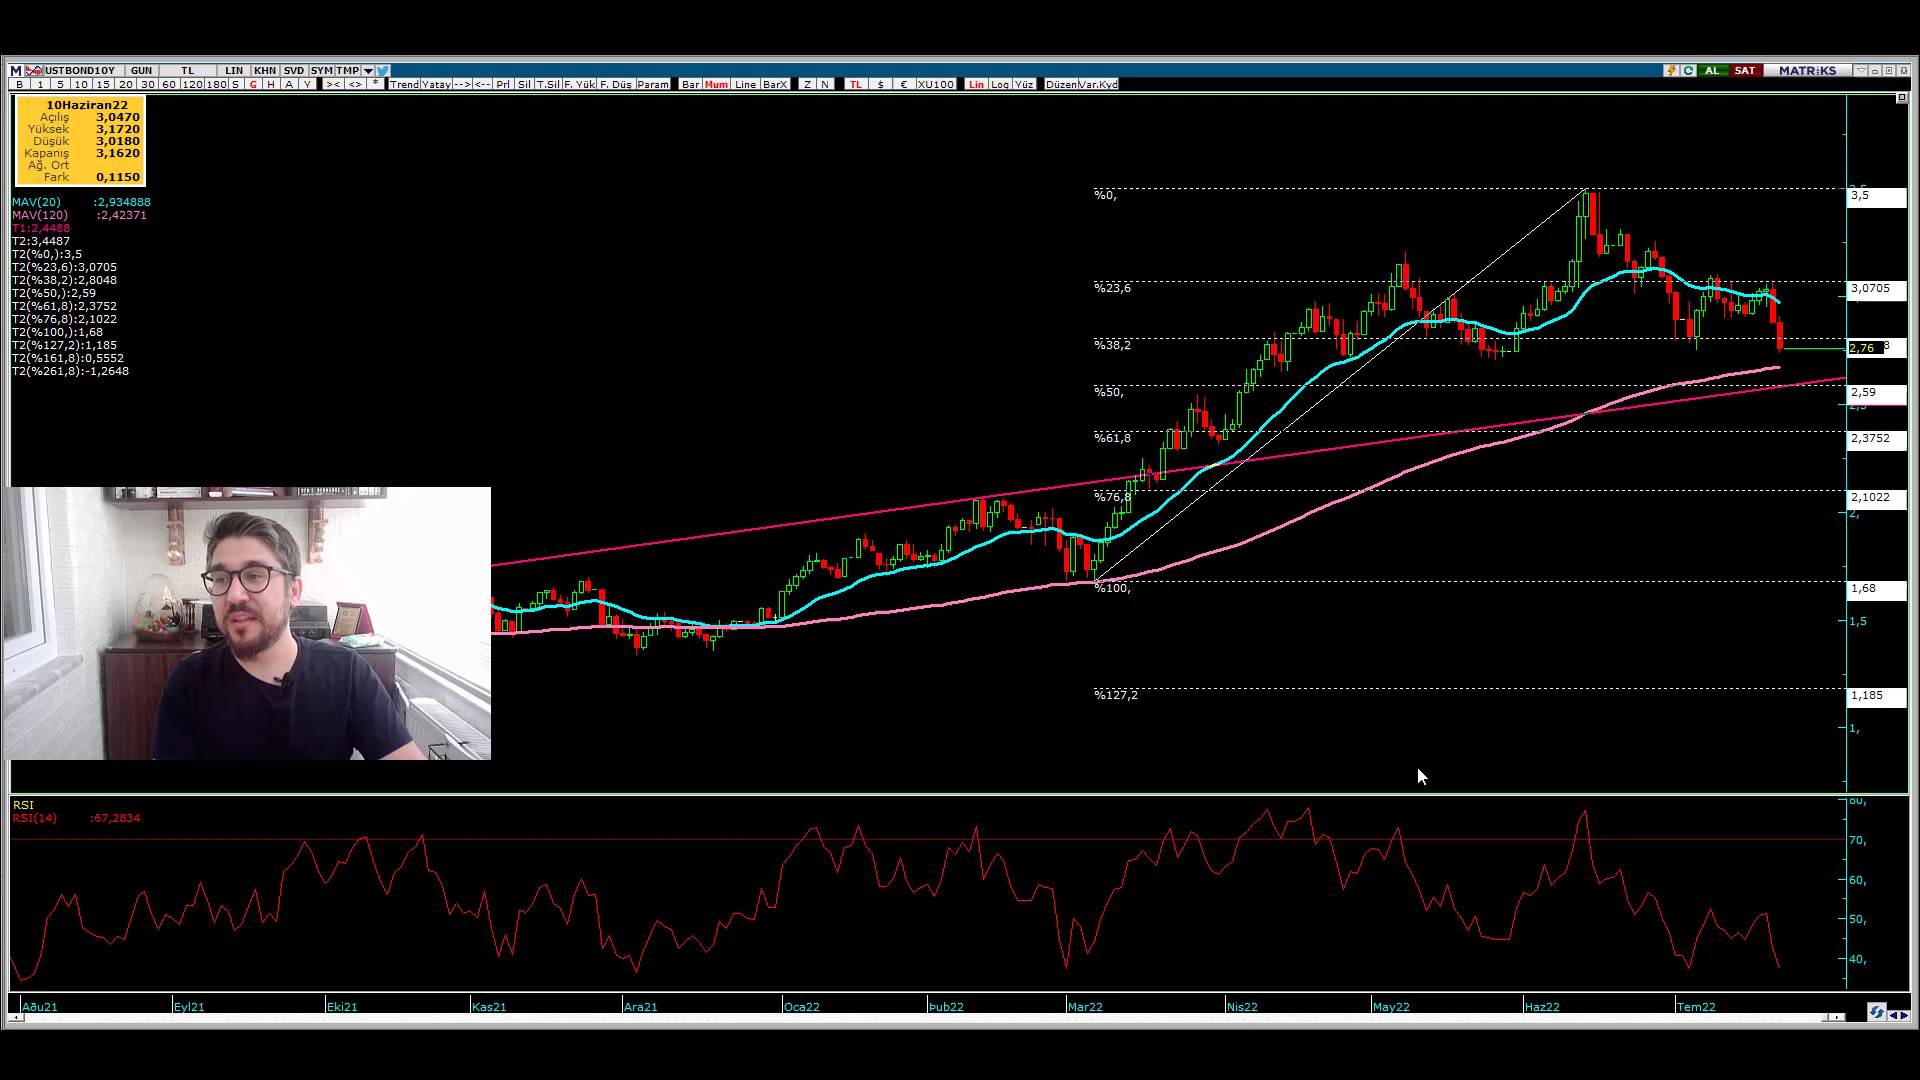 M USTBOND10Y GUN TL LIN KHN SVD SYM TMP AL SAT MATRiKS
B 1 5 10 15 20 30 60 120 180 S G H A Y >< <> * Trend Yatay --> <-- Prl Sil T.Sil F. Yük F. Düş Param Bar Mum Line BarX Z N TL $ € XU100 Lin Log Yüz Düzen Var.Kyd
10Haziran22
Açılış 3,0470
Yüksek 3,1720
Düşük 3,0180
Kapanış 3,1620
Ağ. Ort
Fark 0,1150
MAV(20) :2,934888
MAV(120) :2,42371
T1:2,4488
T2:3,4487
T2(%0,):3,5
T2(%23,6):3,0705
T2(%38,2):2,8048
T2(%50,):2,59
T2(%61,8):2,3752
T2(%76,8):2,1022
T2(%100,):1,68
T2(%127,2):1,185
T2(%161,8):0,5552
T2(%261,8):-1,2648
%0, 3,5
%23,6 3,0705
%38,2 2,76
%50, 2,59
%61,8 2,3752
%76,8 2,1022
2,
%100, 1,68
1,5
%127,2 1,185
1,
RSI
RSI(14) :67,2834
80,
70,
60,
50,
40,
Aðu21 Eyl21 Eki21 Kas21 Ara21 Oca22 Þub22 Mar22 Nis22 May22 Haz22 Tem22